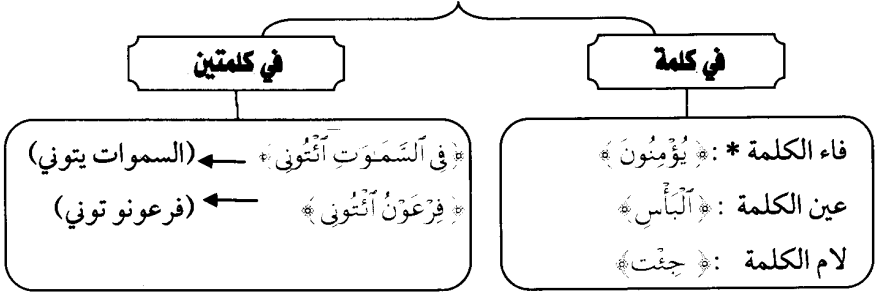 في كلمة
فاء الكلمة * : ﴿ يُؤْمِنُونَ ﴾
عين الكلمة : ﴿ ٱلْبَأْسِ ﴾
لام الكلمة : ﴿ جِئْت ﴾
في كلمتين
﴿ فِى ٱلسَّمَـٰوَٰتِ ٱئْتُونِى ﴾ ← (السموات يتوني)
﴿ فِرْعَوْنُ ٱئْتُونِى ﴾ ← (فرعونو توني)